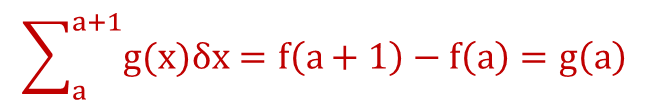 ∑ₐᵃ⁺¹ g(x)δx = f(a + 1) − f(a) = g(a)